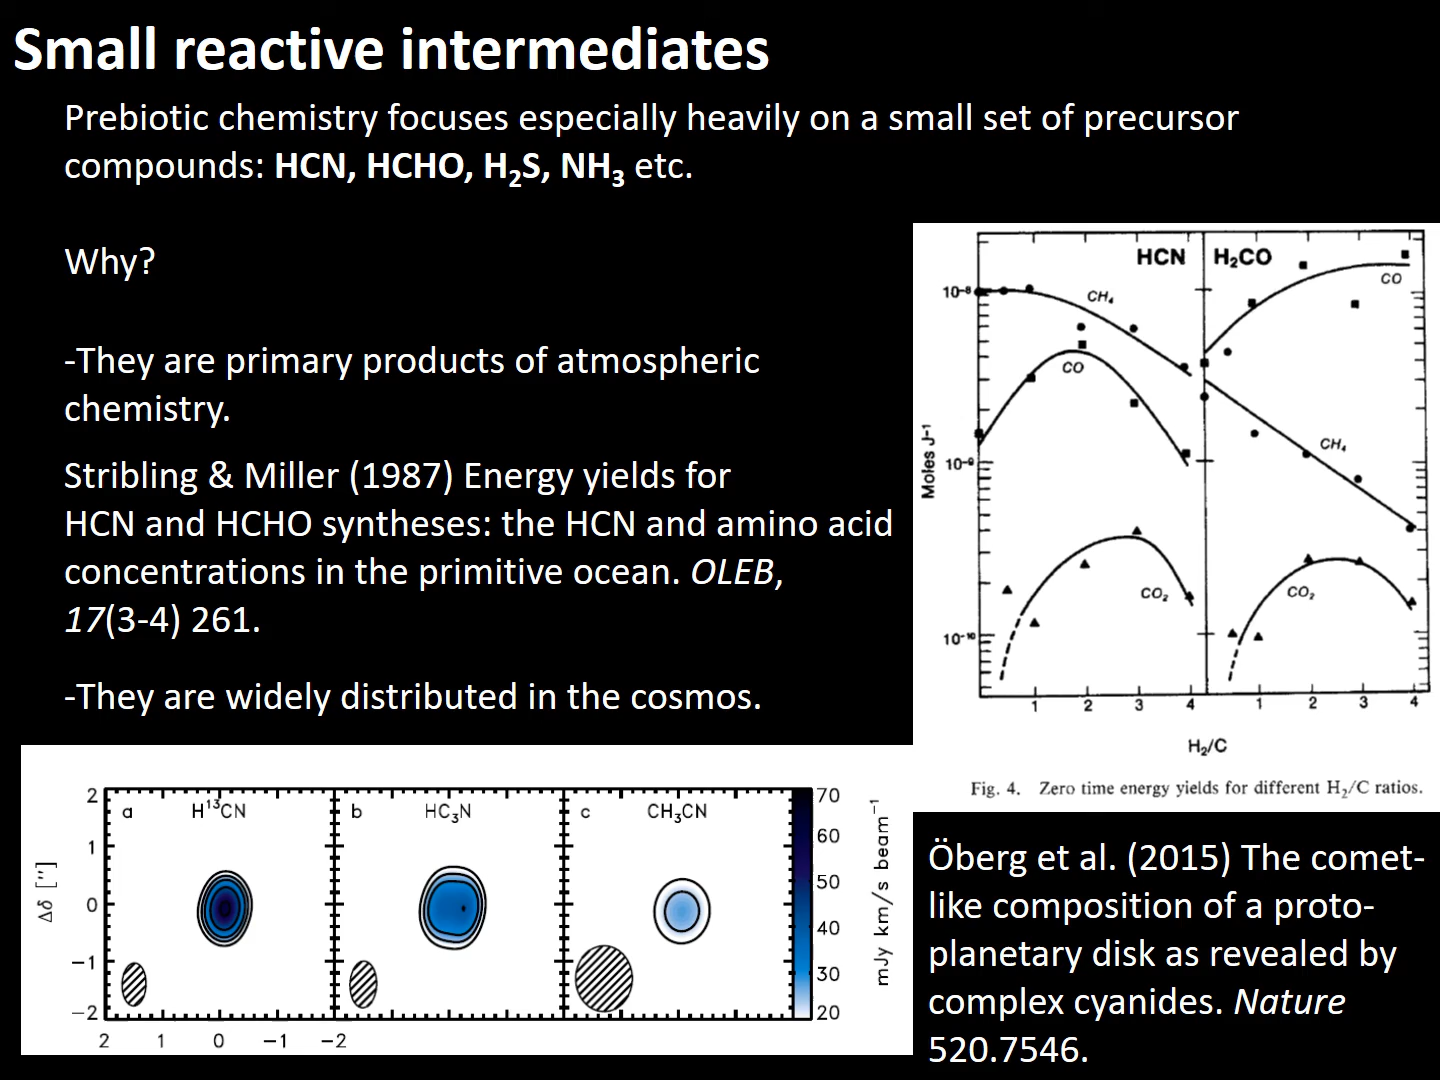 Small reactive intermediates
Prebiotic chemistry focuses especially heavily on a small set of precursor
compounds: HCN, HCHO, H₂S, NH₃ etc.
Why?
-They are primary products of atmospheric
chemistry.
Stribling & Miller (1987) Energy yields for
HCN and HCHO syntheses: the HCN and amino acid
concentrations in the primitive ocean. OLEB,
17(3-4) 261.
-They are widely distributed in the cosmos.
HCN H₂CO
10⁻⁸
CH₄
CO
CO
CH₄
Moles J⁻¹
10⁻⁹
CO₂
CO₂
10⁻¹⁰
1 2 3 4 1 2 3 4
H₂/C
Fig. 4. Zero time energy yields for different H₂/C ratios.
a H¹³CN
b HC₃N
c CH₃CN
2
1
0
−1
−2
Δδ ["]
2 1 0 −1 −2
70
60
50
40
30
20
mJy km/s beam⁻¹
Öberg et al. (2015) The comet-
like composition of a proto-
planetary disk as revealed by
complex cyanides. Nature
520.7546.